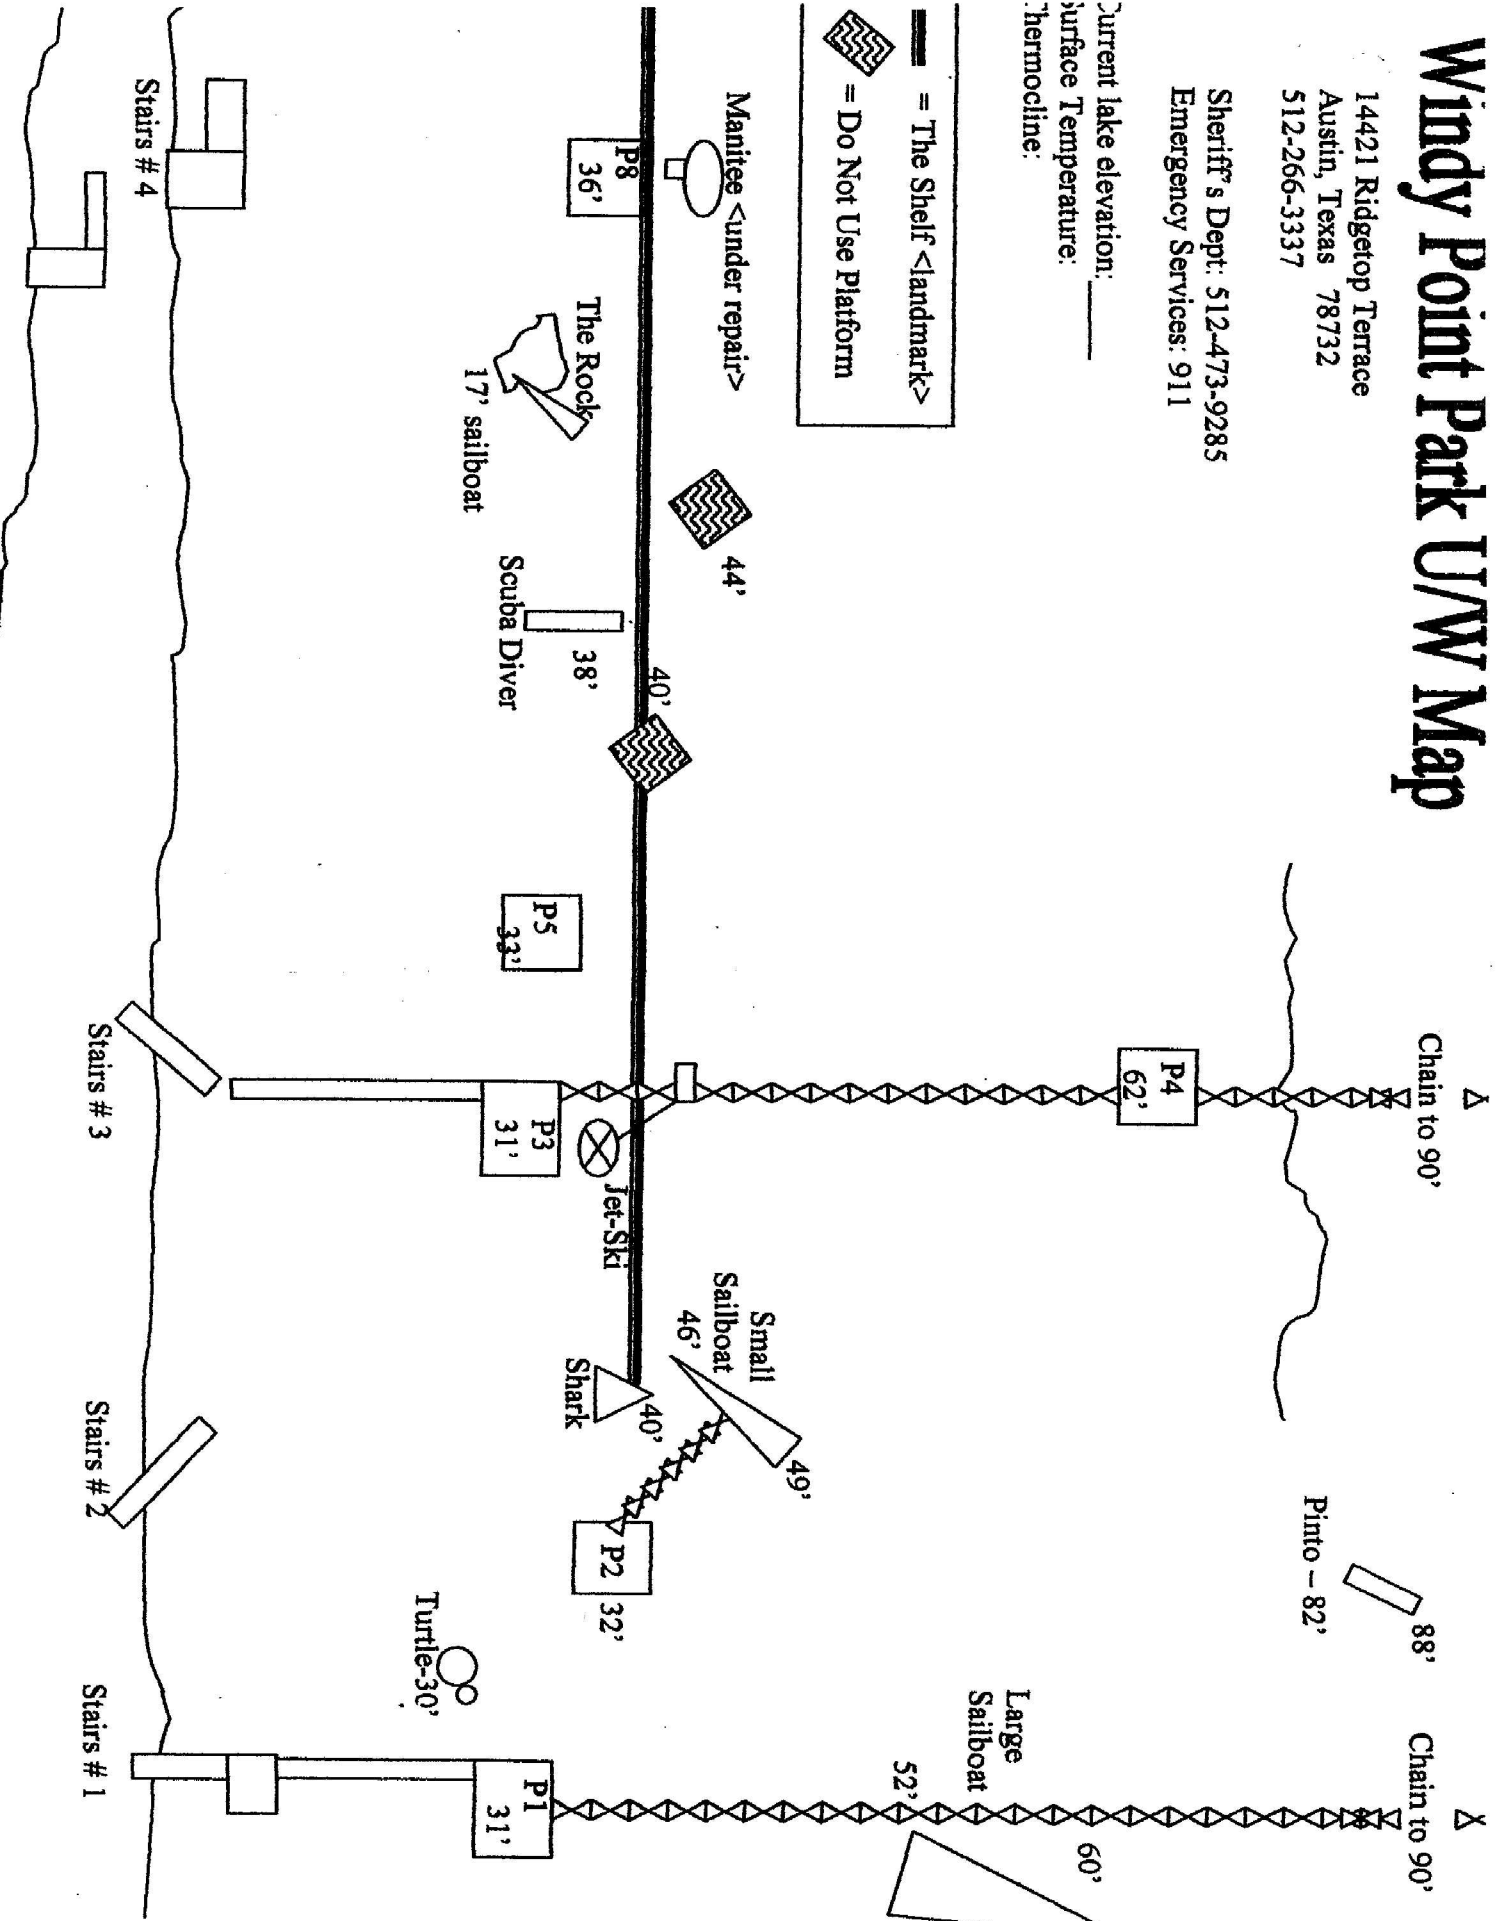 Windy Point Park U/W Map
14421 Ridgetop Terrace
Austin, Texas 78732
512-266-3337
Sheriff's Dept: 512-473-9285
Emergency Services: 911
Current lake elevation:______
Surface Temperature:
Thermocline:
= The Shelf <landmark>
= Do Not Use Platform
Chain to 90'
Chain to 90'
Pinto – 82'
88'
P4
62'
Large
Sailboat
52'
60'
Manitee <under repair>
44'
Small
Sailboat
46'
49'
P8
36'
40'
Jet-Ski
40'
Shark
P2
32'
The Rock
17' sailboat
Scuba Diver
38'
P5
33'
P3
31'
P1
31'
Turtle-30'
Stairs # 4
Stairs # 3
Stairs # 2
Stairs # 1